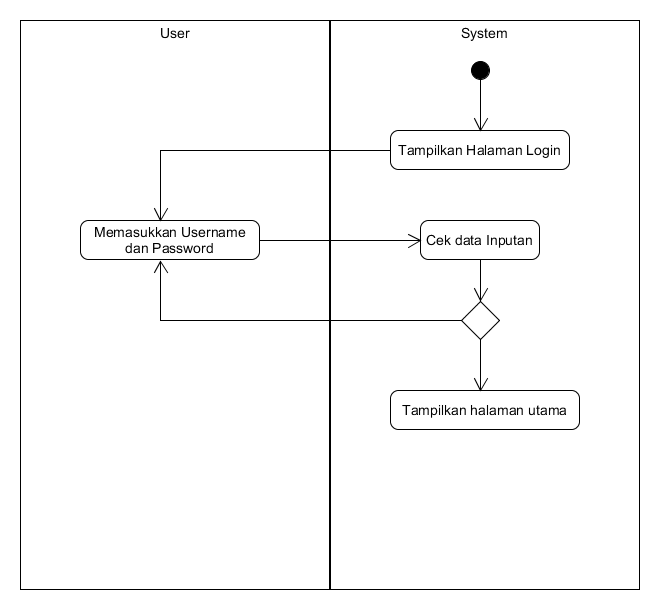 User
System
Tampilkan Halaman Login
Memasukkan Username
dan Password
Cek data Inputan
Tampilkan halaman utama